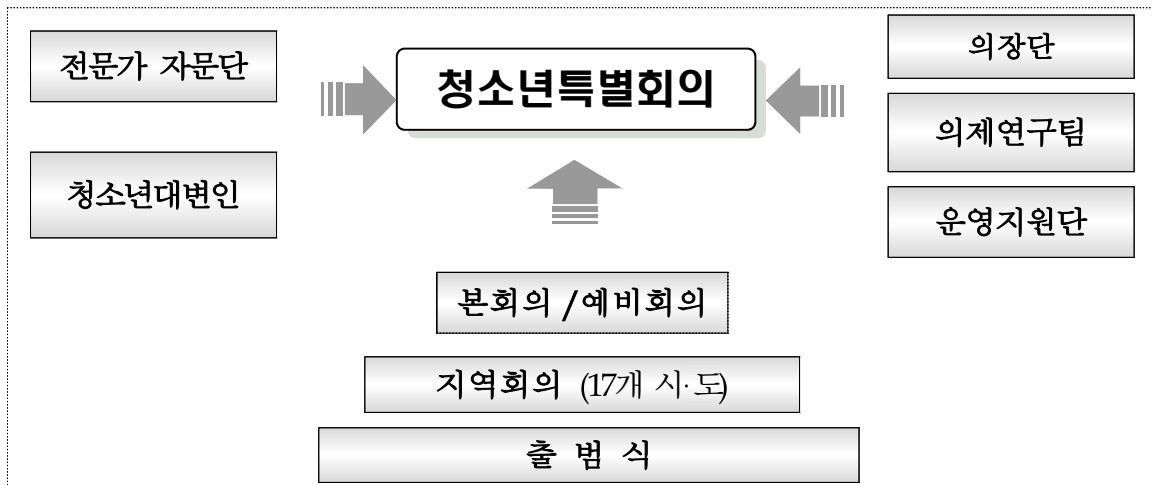 전문가 자문단
청소년대변인
청소년특별회의
의장단
의제연구팀
운영지원단
본회의 /예비회의
지역회의 (17개 시·도)
출 범 식